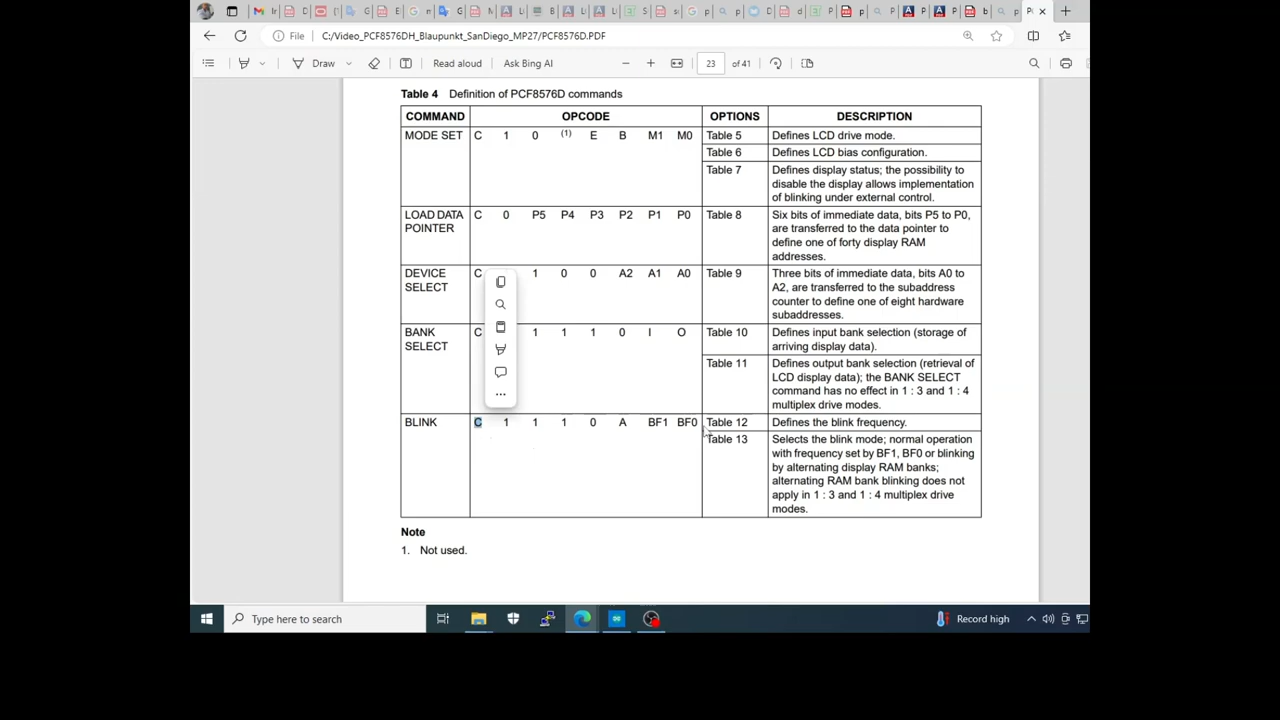 C:/Video_PCF8576DH_Blaupunkt_SanDiego_MP27/PCF8576D.PDF
Draw
Read aloud
Ask Bing AI
23 of 41
Table 4 Definition of PCF8576D commands
COMMAND OPCODE OPTIONS DESCRIPTION
MODE SET C 1 0 (1) E B M1 M0 Table 5 Defines LCD drive mode.
Table 6 Defines LCD bias configuration.
Table 7 Defines display status; the possibility to
disable the display allows implementation
of blinking under external control.
LOAD DATA C 0 P5 P4 P3 P2 P1 P0 Table 8 Six bits of immediate data, bits P5 to P0,
POINTER are transferred to the data pointer to
define one of forty display RAM
addresses.
DEVICE C 1 0 0 A2 A1 A0 Table 9 Three bits of immediate data, bits A0 to
SELECT A2, are transferred to the subaddress
counter to define one of eight hardware
subaddresses.
BANK C 1 1 1 0 I O Table 10 Defines input bank selection (storage of
SELECT arriving display data).
Table 11 Defines output bank selection (retrieval of
LCD display data); the BANK SELECT
command has no effect in 1 : 3 and 1 : 4
multiplex drive modes.
BLINK C 1 1 1 0 A BF1 BF0 Table 12 Defines the blink frequency.
Table 13 Selects the blink mode; normal operation
with frequency set by BF1, BF0 or blinking
by alternating display RAM banks;
alternating RAM bank blinking does not
apply in 1 : 3 and 1 : 4 multiplex drive
modes.
Note
1. Not used.
Type here to search
Record high